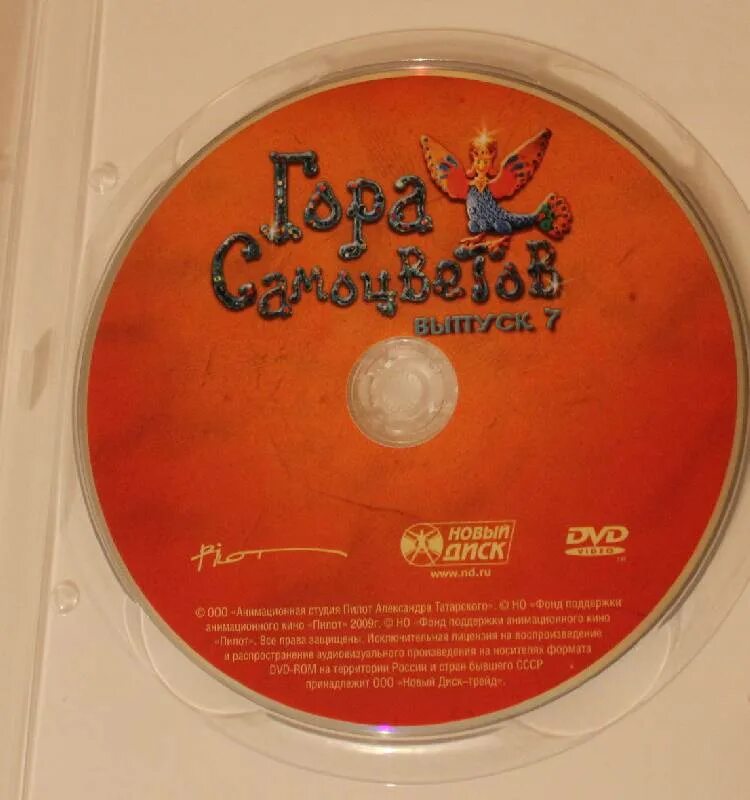 Гора
Самоцветов
выпуск 7
Pilot
НОВЫЙ
ДИСК
www.nd.ru
DVD
VIDEO
TM
© ООО «Анимационная студия Пилот Александра Татарского». © НО «Фонд поддержки
анимационного кино «Пилот» 2009г. © НО «Фонд поддержки анимационного кино
«Пилот». Все права защищены. Исключительная лицензия на воспроизведение
и распространение аудиовизуального произведения на носителях формата
DVD-ROM на территории России и стран бывшего СССР
принадлежит ООО «Новый Диск-трейд».